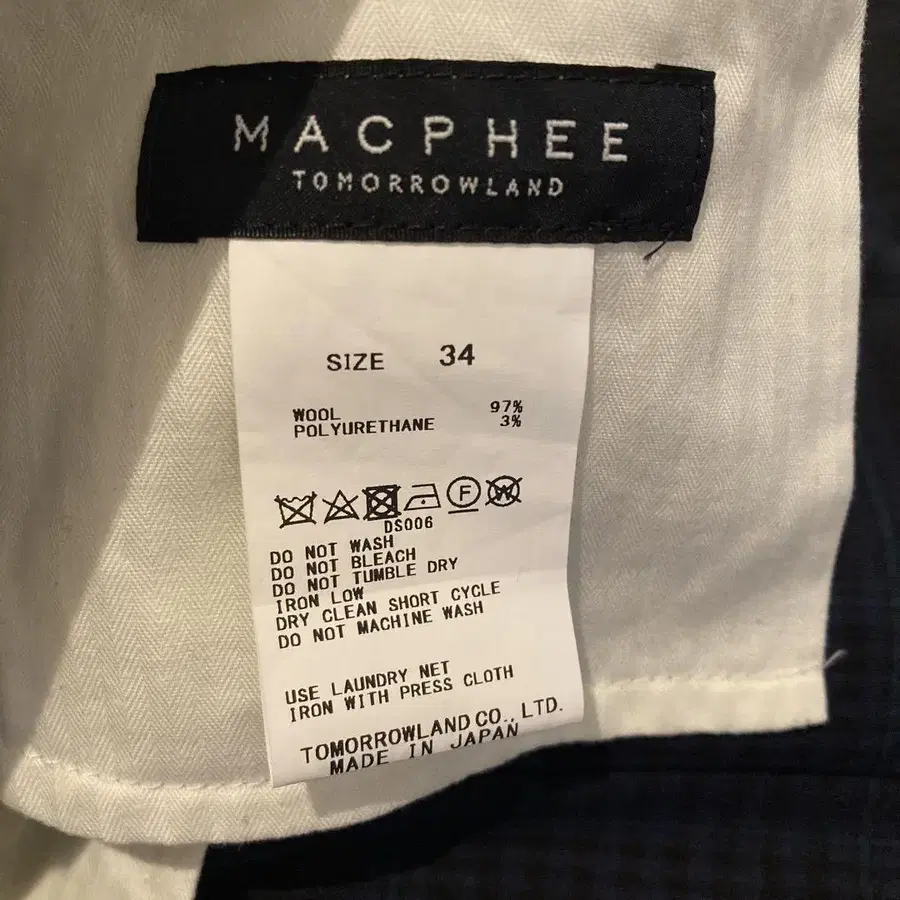 MACPHEE
TOMORROWLAND
SIZE 34
WOOL 97%
POLYURETHANE 3%
F W
DS006
DO NOT WASH
DO NOT BLEACH
DO NOT TUMBLE DRY
IRON LOW
DRY CLEAN SHORT CYCLE
DO NOT MACHINE WASH
USE LAUNDRY NET
IRON WITH PRESS CLOTH
TOMORROWLAND CO., LTD.
MADE IN JAPAN